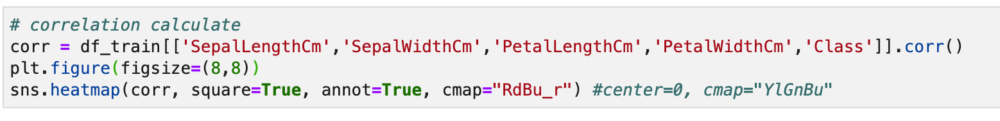 # correlation calculate
corr = df_train[['SepalLengthCm','SepalWidthCm','PetalLengthCm','PetalWidthCm','Class']].corr()
plt.figure(figsize=(8,8))
sns.heatmap(corr, square=True, annot=True, cmap="RdBu_r") #center=0, cmap="YlGnBu"